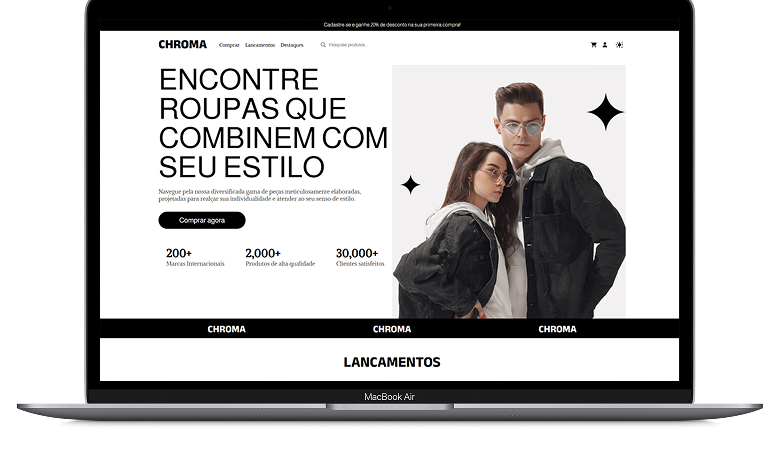 Cadastre-se e ganhe 20% de desconto na sua primeira compra!
CHROMA Comprar Lancamentos Destaques Pesquise produtos...
ENCONTRE
ROUPAS QUE
COMBINEM COM
SEU ESTILO
Navegue pela nossa diversificada gama de peças meticulosamente elaboradas,
projetadas para realçar sua individualidade e atender ao seu senso de estilo.
Comprar agora
200+ 2,000+ 30,000+
Marcas Internacionais Produtos de alta qualidade Clientes satisfeitos
CHROMA CHROMA CHROMA
LANCAMENTOS
MacBook Air